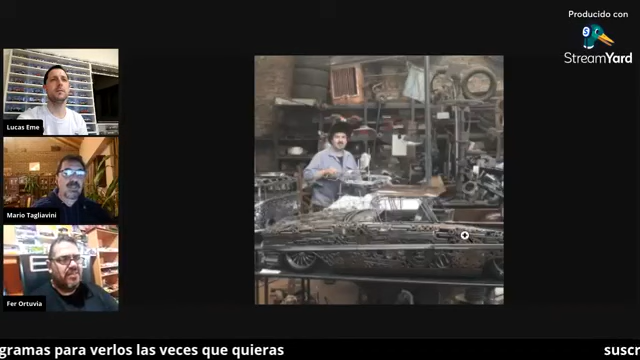 Producido con
StreamYard
Lucas Eme
Mario Tagliavini
Fer Ortuvia
gramas para verlos las veces que quieras
suscr